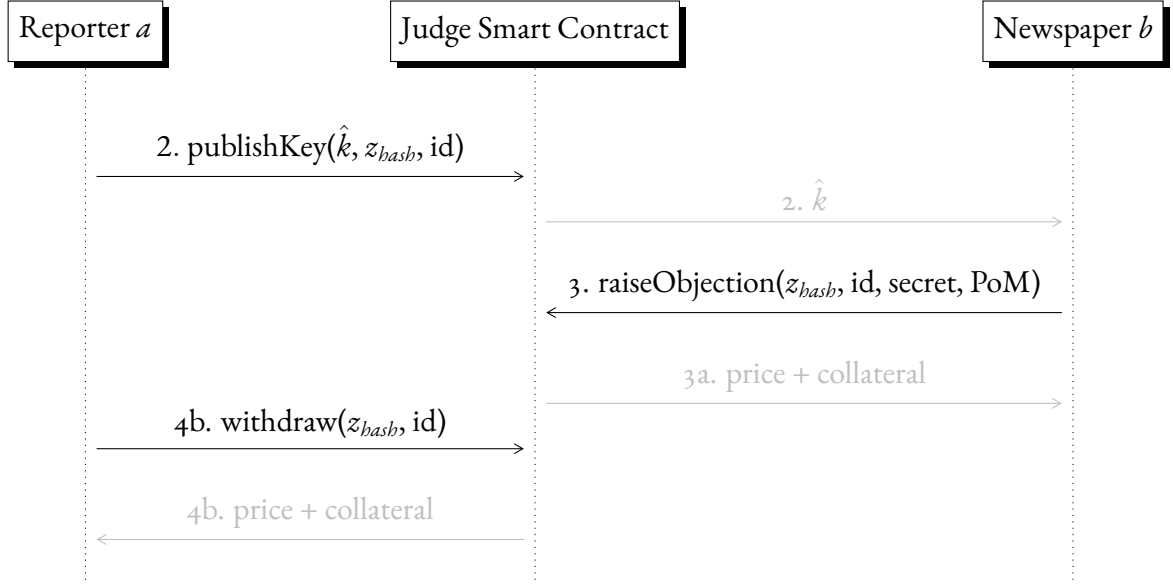 Reporter a
Judge Smart Contract
Newspaper b
2. publishKey(k̂, z_hash, id)
2. k̂
3. raiseObjection(z_hash, id, secret, PoM)
3a. price + collateral
4b. withdraw(z_hash, id)
4b. price + collateral